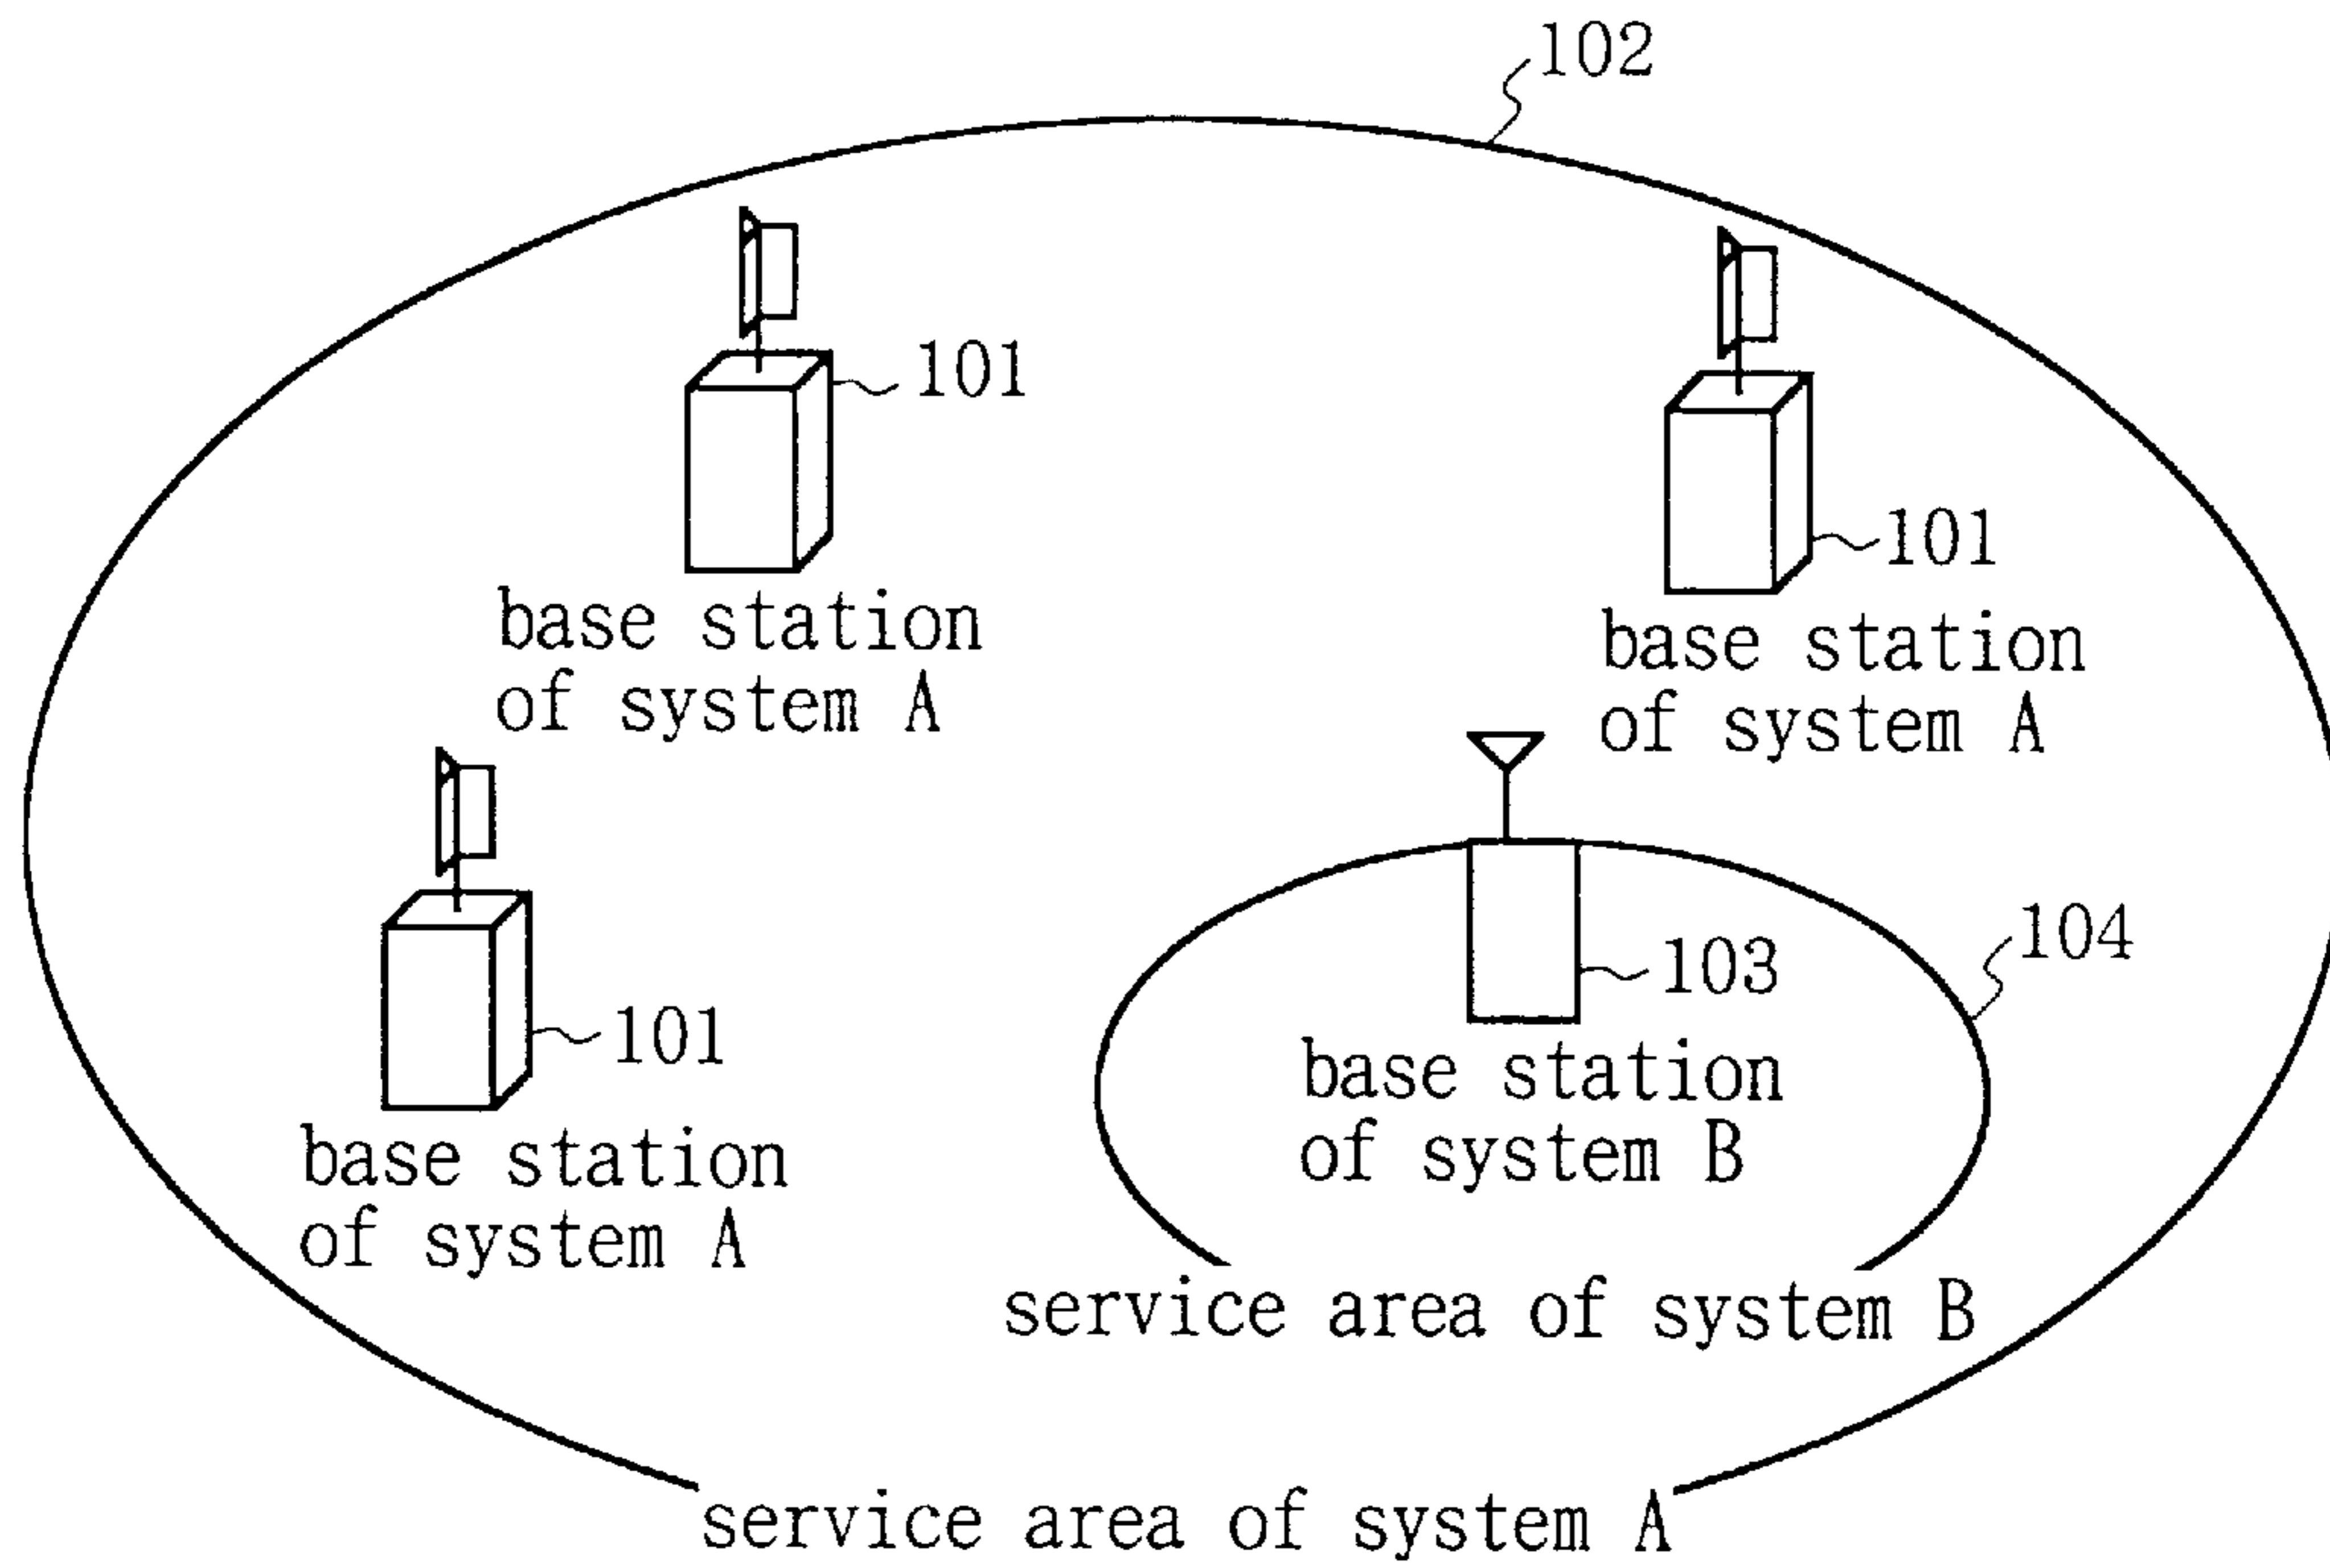 102
101
101
base station
of system A
base station
of system A
104
103
101
base station
of system B
base station
of system A
service area of system B
service area of system A